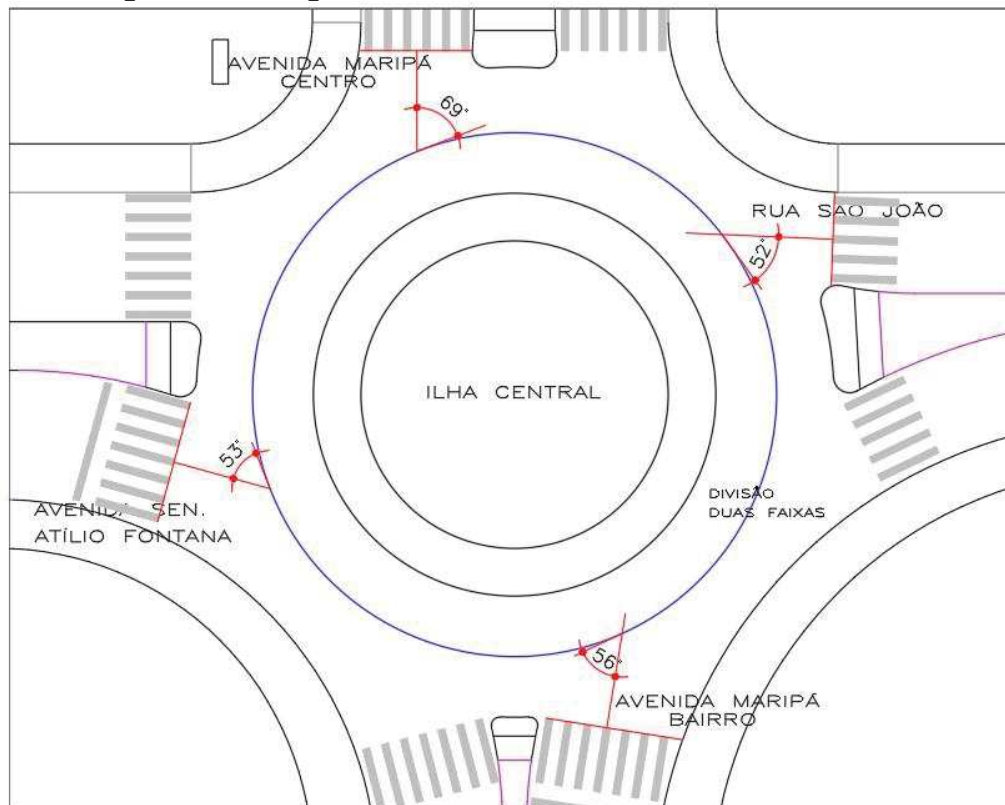 AVENIDA MARIPÁ
CENTRO
69°
RUA SÃO JOÃO
52°
ILHA CENTRAL
53°
DIVISÃO
DUAS FAIXAS
AVENIDA SEN.
ATÍLIO FONTANA
56°
AVENIDA MARIPÁ
BAIRRO